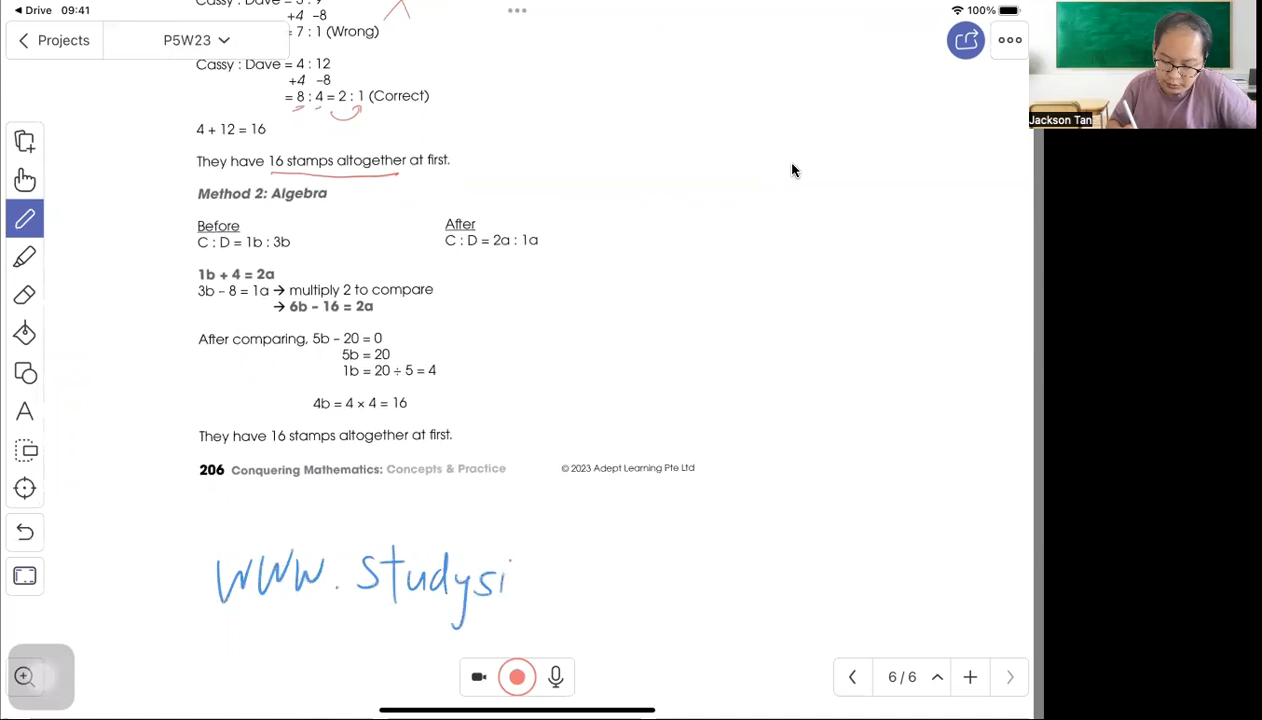 Drive 09:41
100%
Projects
P5W23
+4 –8
= 7 : 1 (Wrong)
Cassy : Dave = 4 : 12
+4 –8
= 8 : 4 = 2 : 1 (Correct)
4 + 12 = 16
They have 16 stamps altogether at first.
Method 2: Algebra
Before
C : D = 1b : 3b
After
C : D = 2a : 1a
1b + 4 = 2a
3b – 8 = 1a → multiply 2 to compare
→ 6b – 16 = 2a
After comparing, 5b – 20 = 0
5b = 20
1b = 20 ÷ 5 = 4
4b = 4 × 4 = 16
They have 16 stamps altogether at first.
206 Conquering Mathematics: Concepts & Practice
© 2023 Adept Learning Pte Ltd
www.studysi
6/6
Jackson Tan